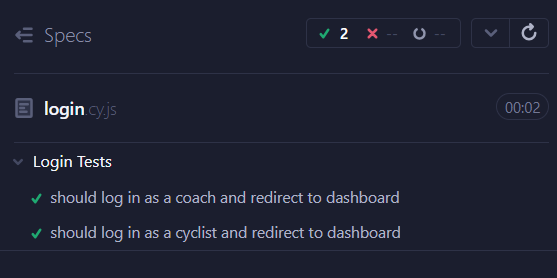 Specs
2 -- --
login.cy.js
00:02
Login Tests
should log in as a coach and redirect to dashboard
should log in as a cyclist and redirect to dashboard